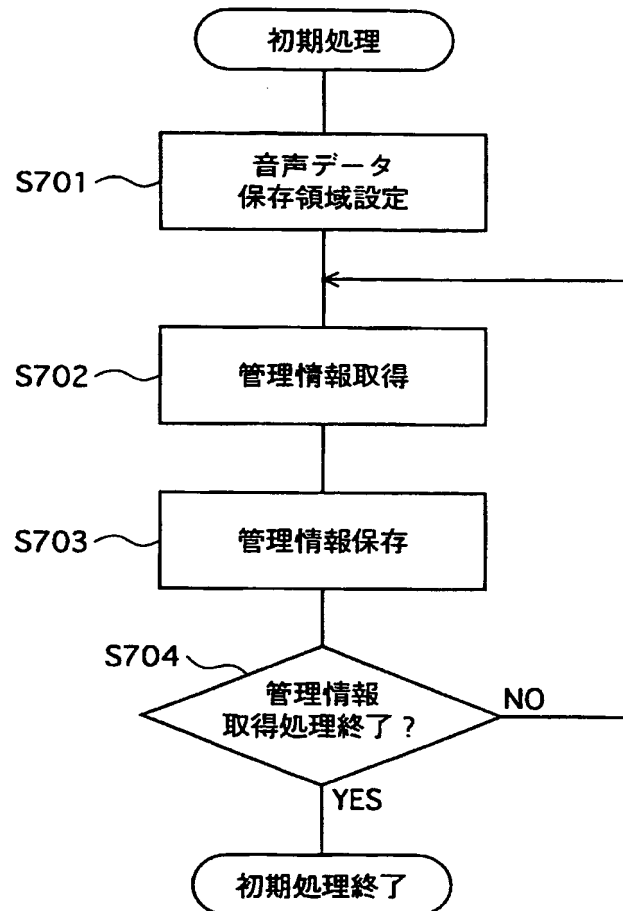 初期処理
S701
音声データ
保存領域設定
S702
管理情報取得
S703
管理情報保存
S704
管理情報
取得処理終了？
NO
YES
初期処理終了